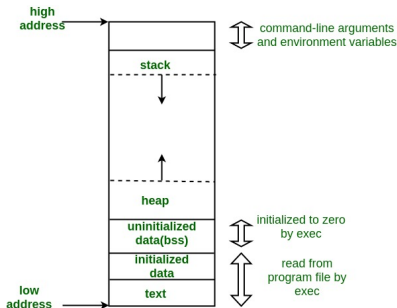 high
address
command-line arguments
and environment variables
stack
heap
uninitialized
data(bss)
initialized to zero
by exec
initialized
data
read from
program file by
exec
text
low
address